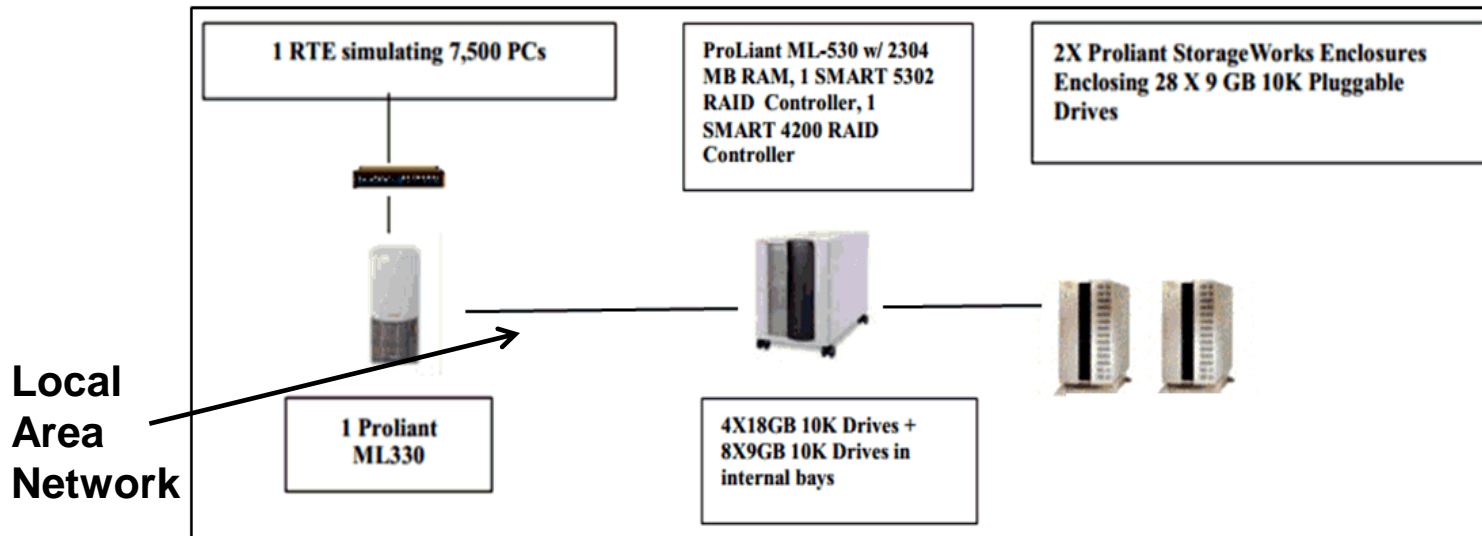 1 RTE simulating 7,500 PCs
ProLiant ML-530 w/ 2304
MB RAM, 1 SMART 5302
RAID Controller, 1
SMART 4200 RAID
Controller
2X Proliant StorageWorks Enclosures
Enclosing 28 X 9 GB 10K Pluggable
Drives
Local
Area
Network
1 Proliant
ML330
4X18GB 10K Drives +
8X9GB 10K Drives in
internal bays